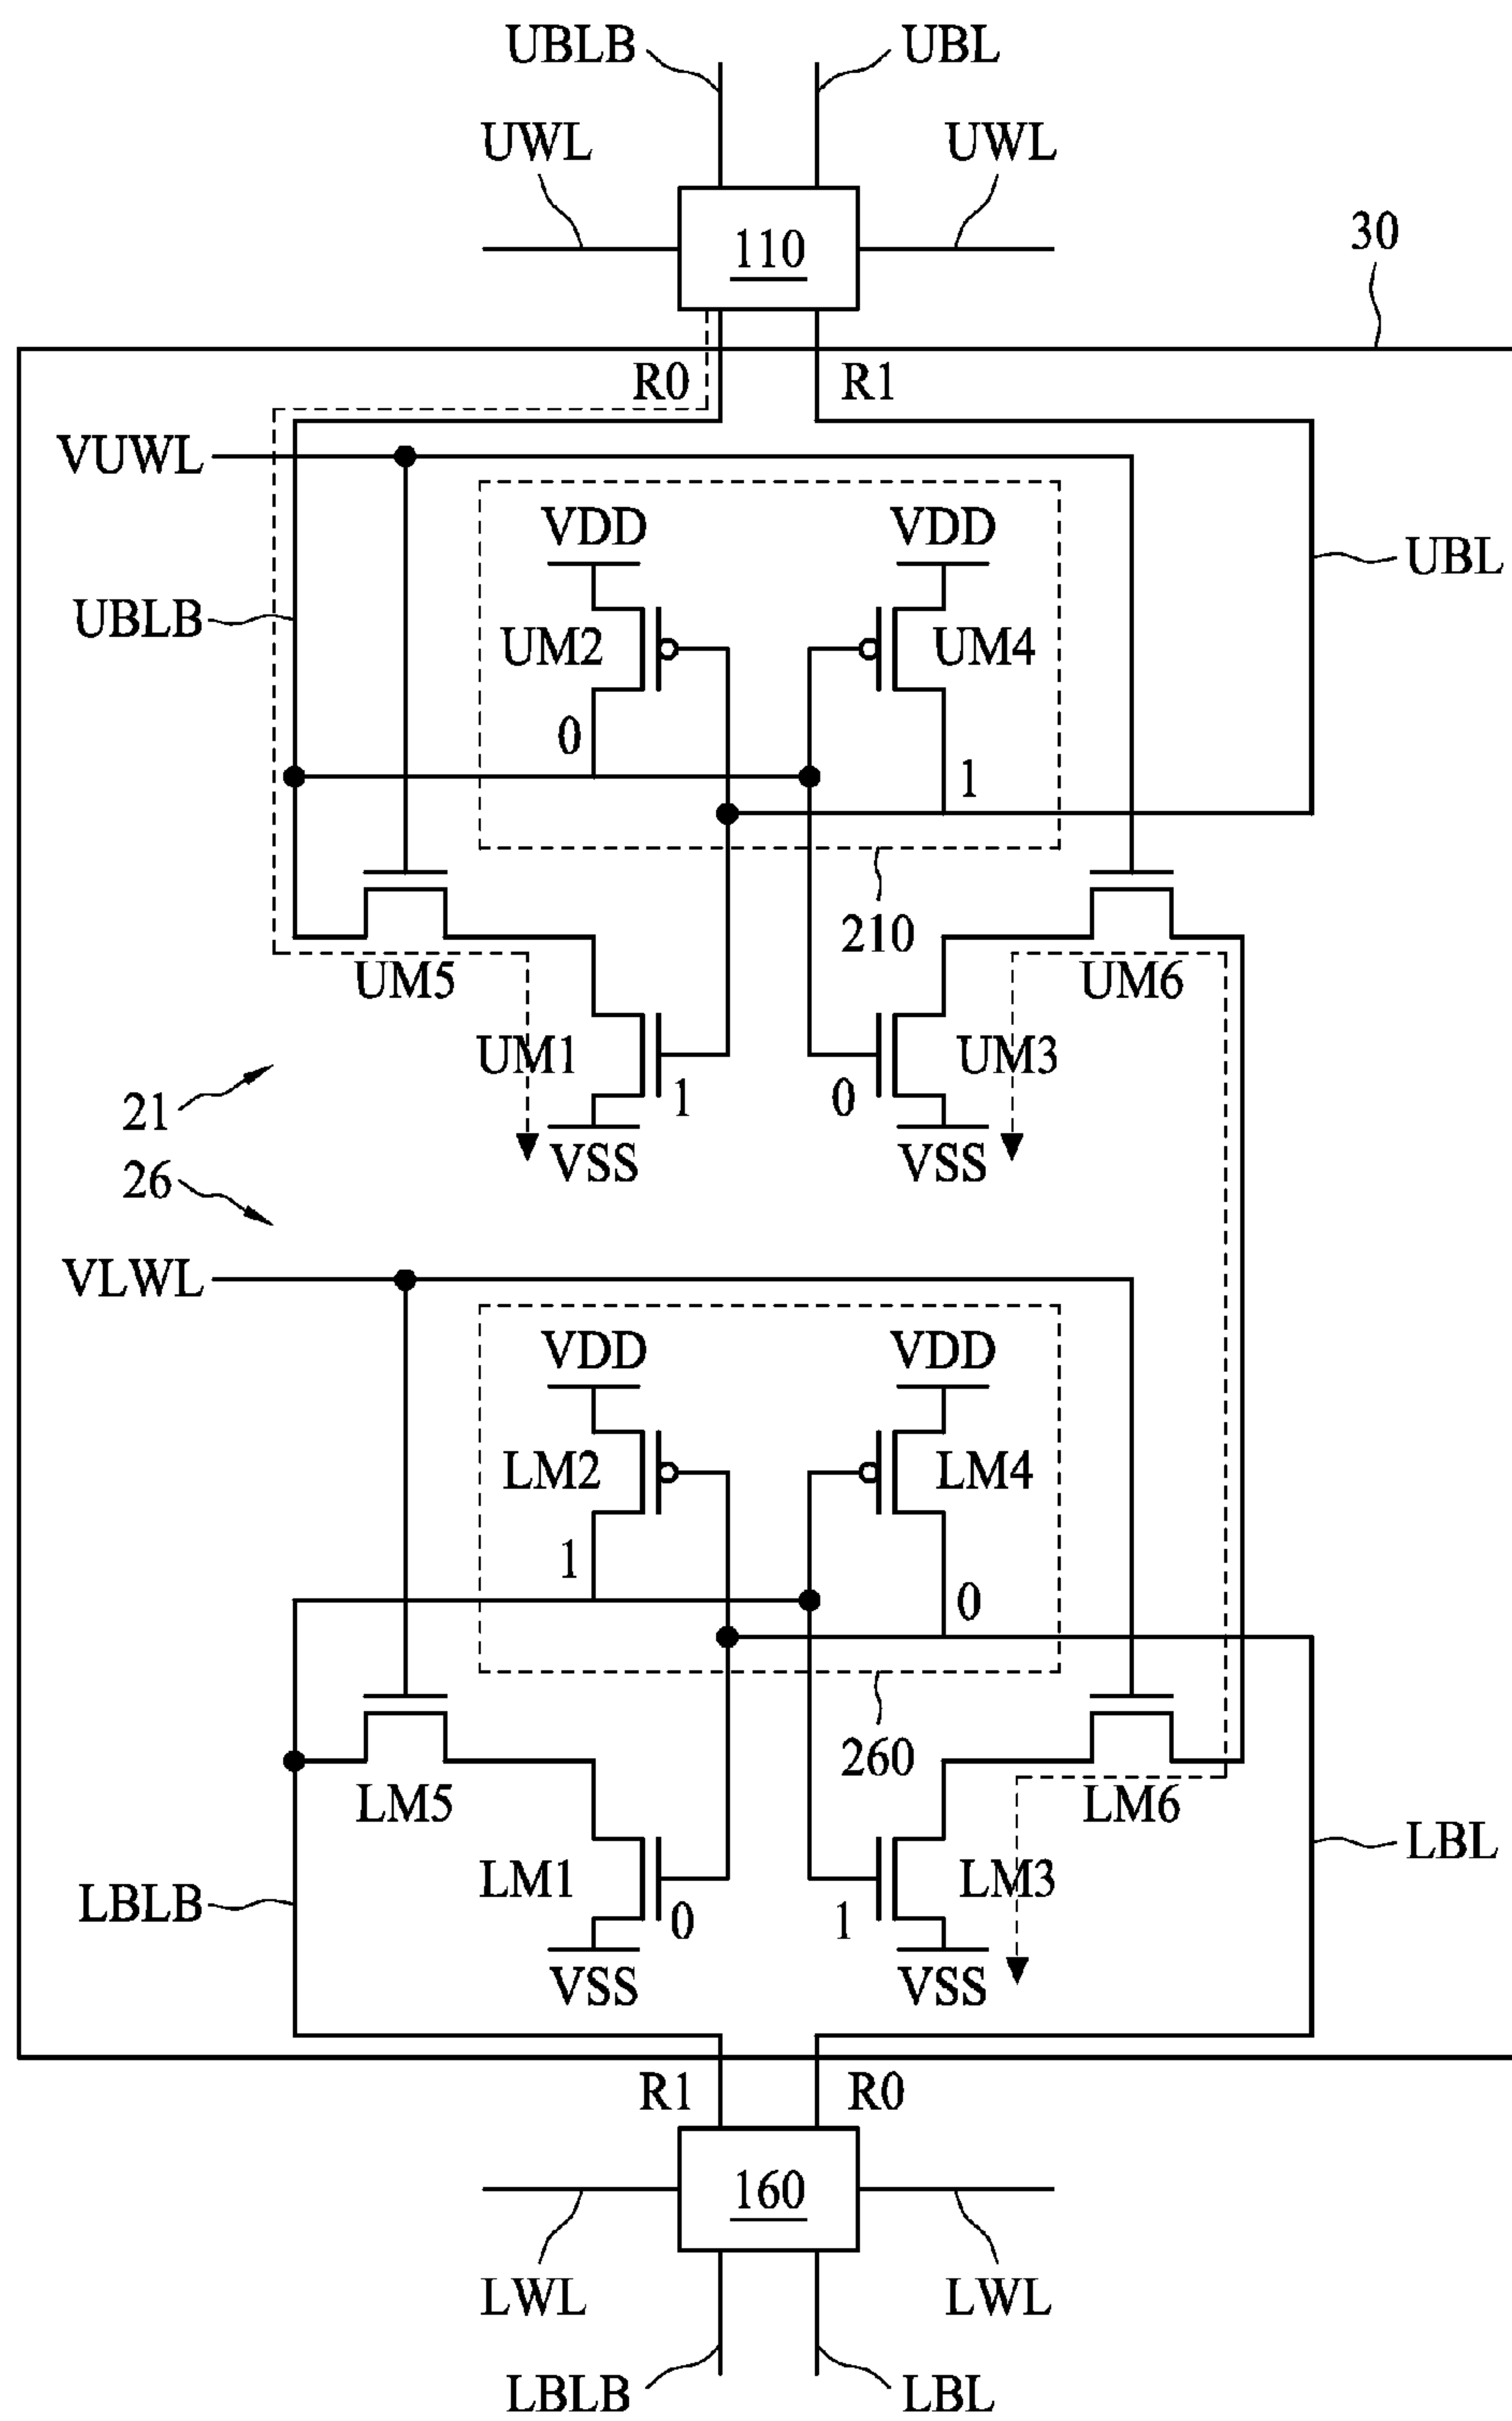 UBLB UBL
UWL UWL
110
30
R0 R1
VUWL
VDD VDD
UBL
UBLB
UM2 UM4
0
1
210
UM5 UM6
UM1 UM3
1 0
21
VSS VSS
26
VLWL
VDD VDD
LM2 LM4
1
0
260
LM5 LM6
LBL
LM1 LM3
LBLB
0 1
VSS VSS
R1 R0
160
LWL LWL
LBLB LBL